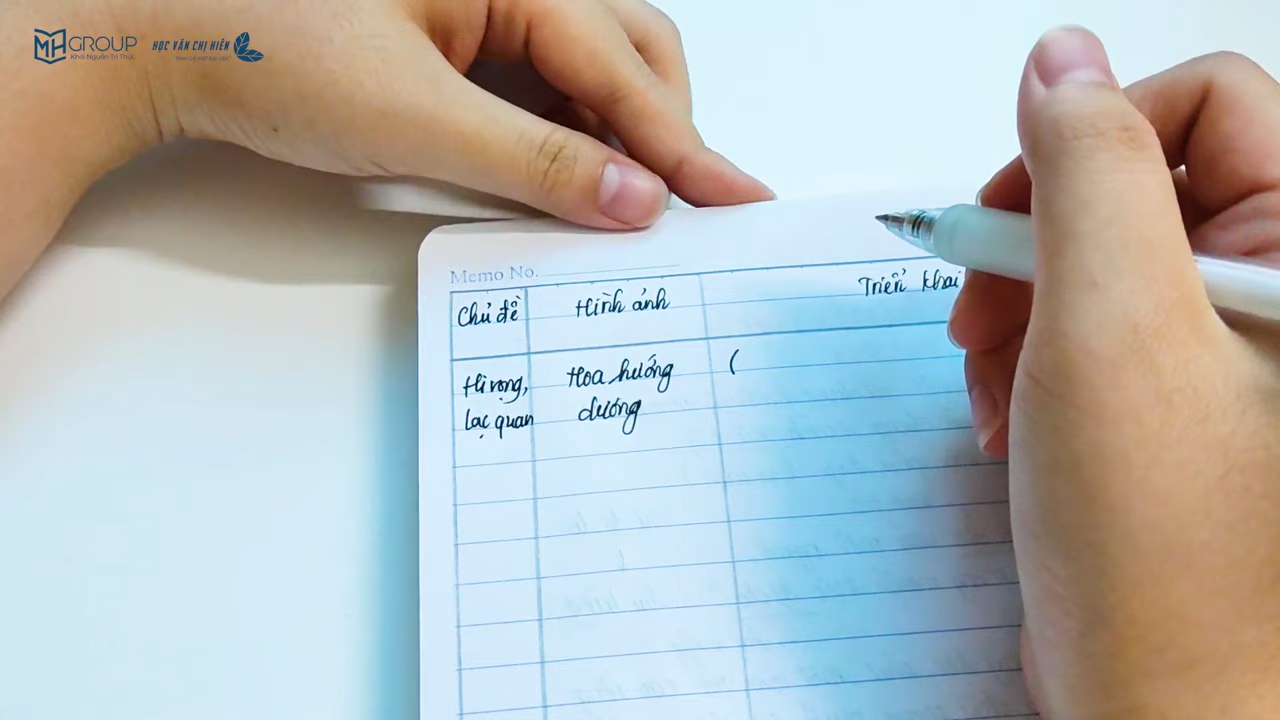 MH GROUP
Khơi Nguồn Tri Thức
HỌC VĂN CHỊ HIÊN
Memo No.
Chủ đề
Hình ảnh
Triển khai
Hi vọng,
lạc quan
Hoa hướng
dương
(